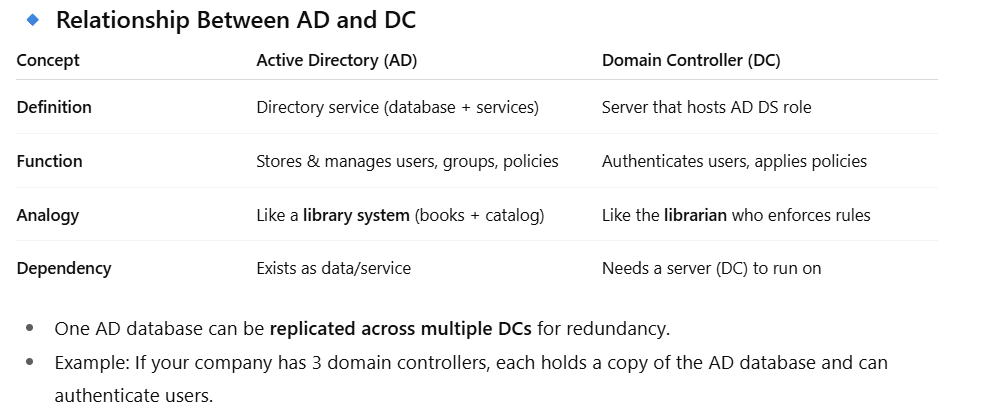 Relationship Between AD and DC
Concept Active Directory (AD) Domain Controller (DC)
Definition Directory service (database + services) Server that hosts AD DS role
Function Stores & manages users, groups, policies Authenticates users, applies policies
Analogy Like a library system (books + catalog) Like the librarian who enforces rules
Dependency Exists as data/service Needs a server (DC) to run on
• One AD database can be replicated across multiple DCs for redundancy.
• Example: If your company has 3 domain controllers, each holds a copy of the AD database and can
authenticate users.